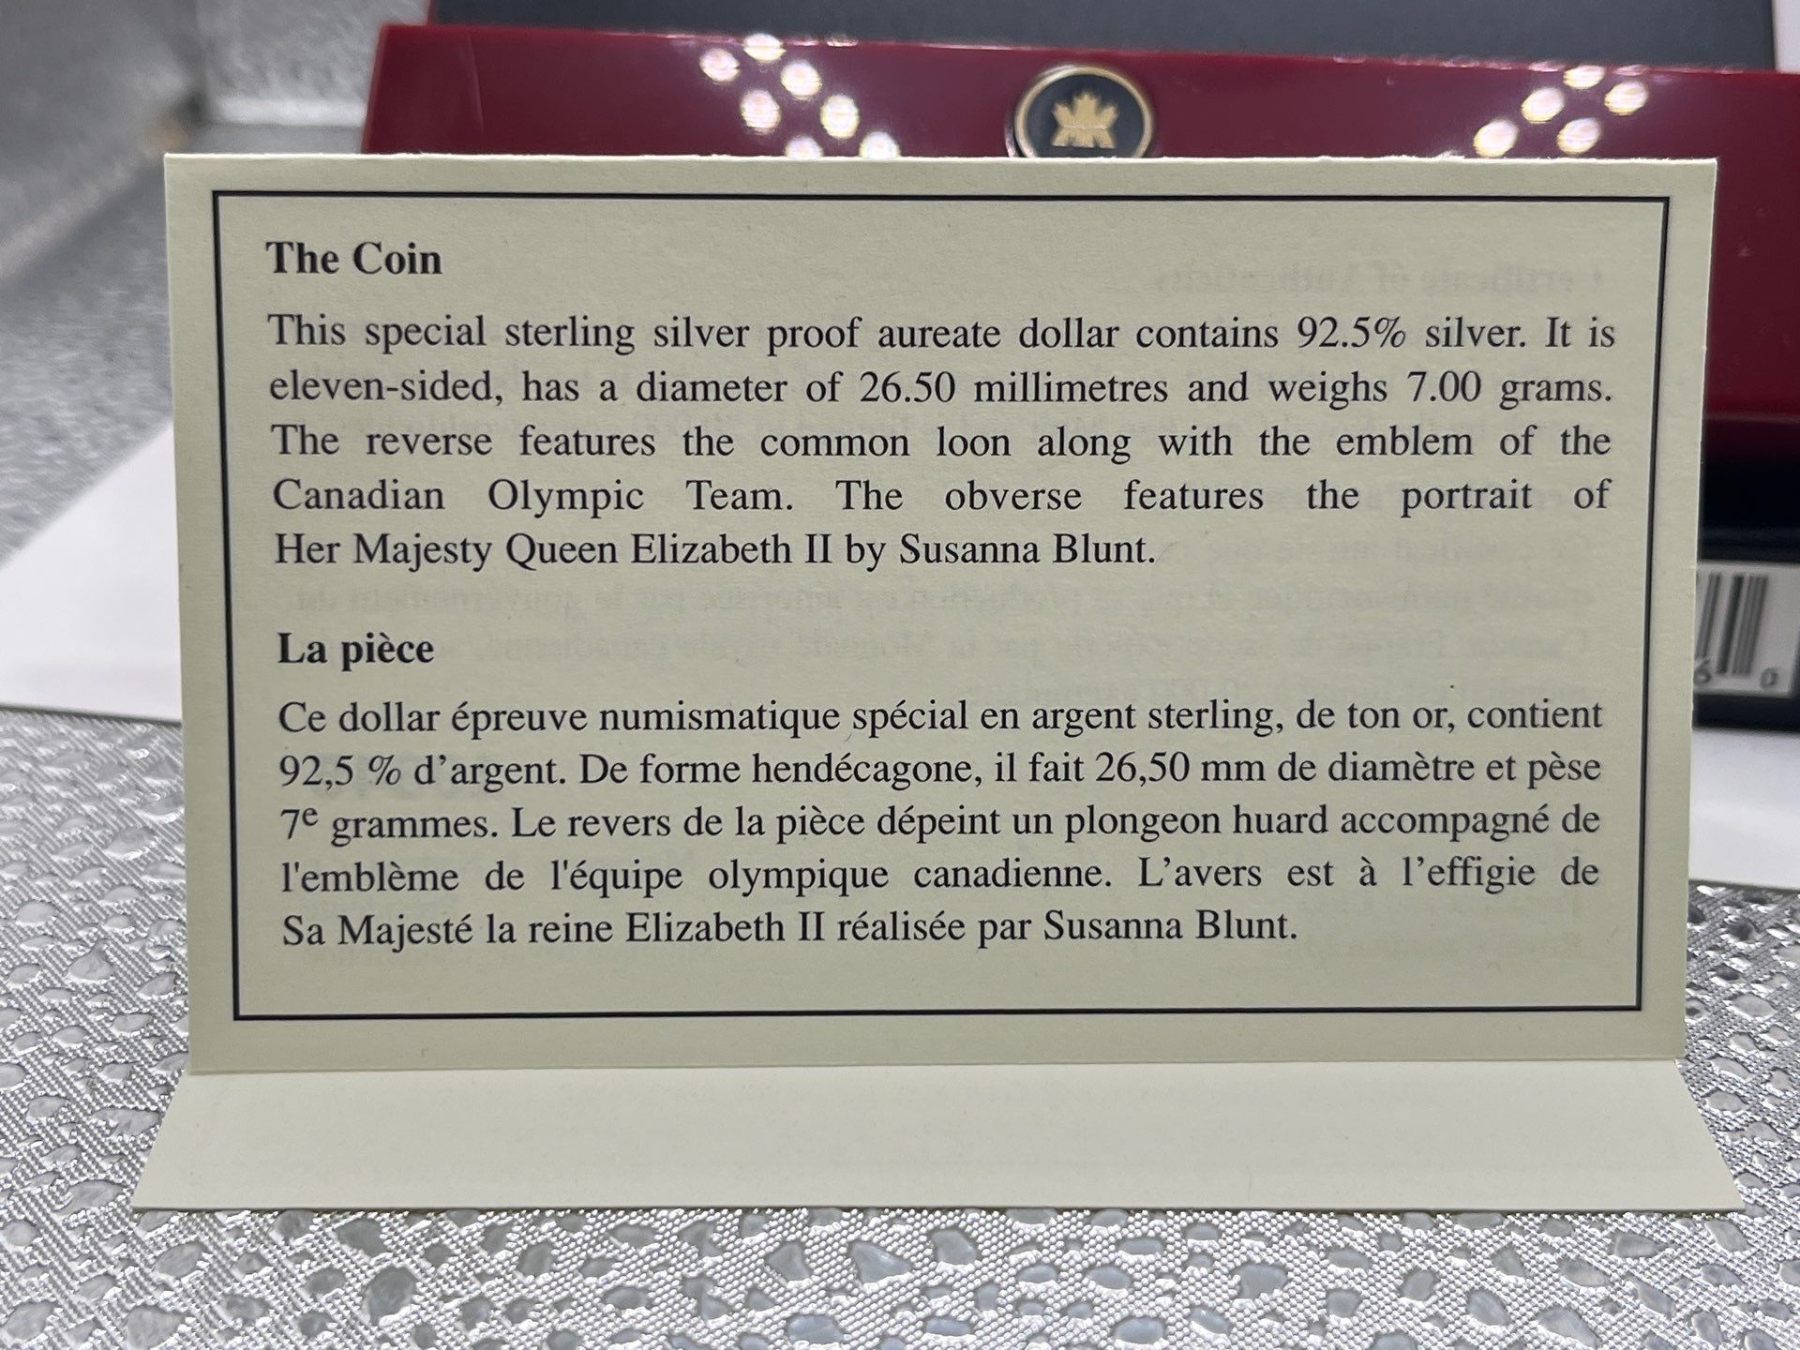 The Coin
This special sterling silver proof aureate dollar contains 92.5% silver. It is
eleven-sided, has a diameter of 26.50 millimetres and weighs 7.00 grams.
The reverse features the common loon along with the emblem of the
Canadian Olympic Team. The obverse features the portrait of
Her Majesty Queen Elizabeth II by Susanna Blunt.
La pièce
Ce dollar épreuve numismatique spécial en argent sterling, de ton or, contient
92,5 % d’argent. De forme hendécagone, il fait 26,50 mm de diamètre et pèse
7ᵉ grammes. Le revers de la pièce dépeint un plongeon huard accompagné de
l'emblème de l'équipe olympique canadienne. L’avers est à l’effigie de
Sa Majesté la reine Elizabeth II réalisée par Susanna Blunt.
6 0